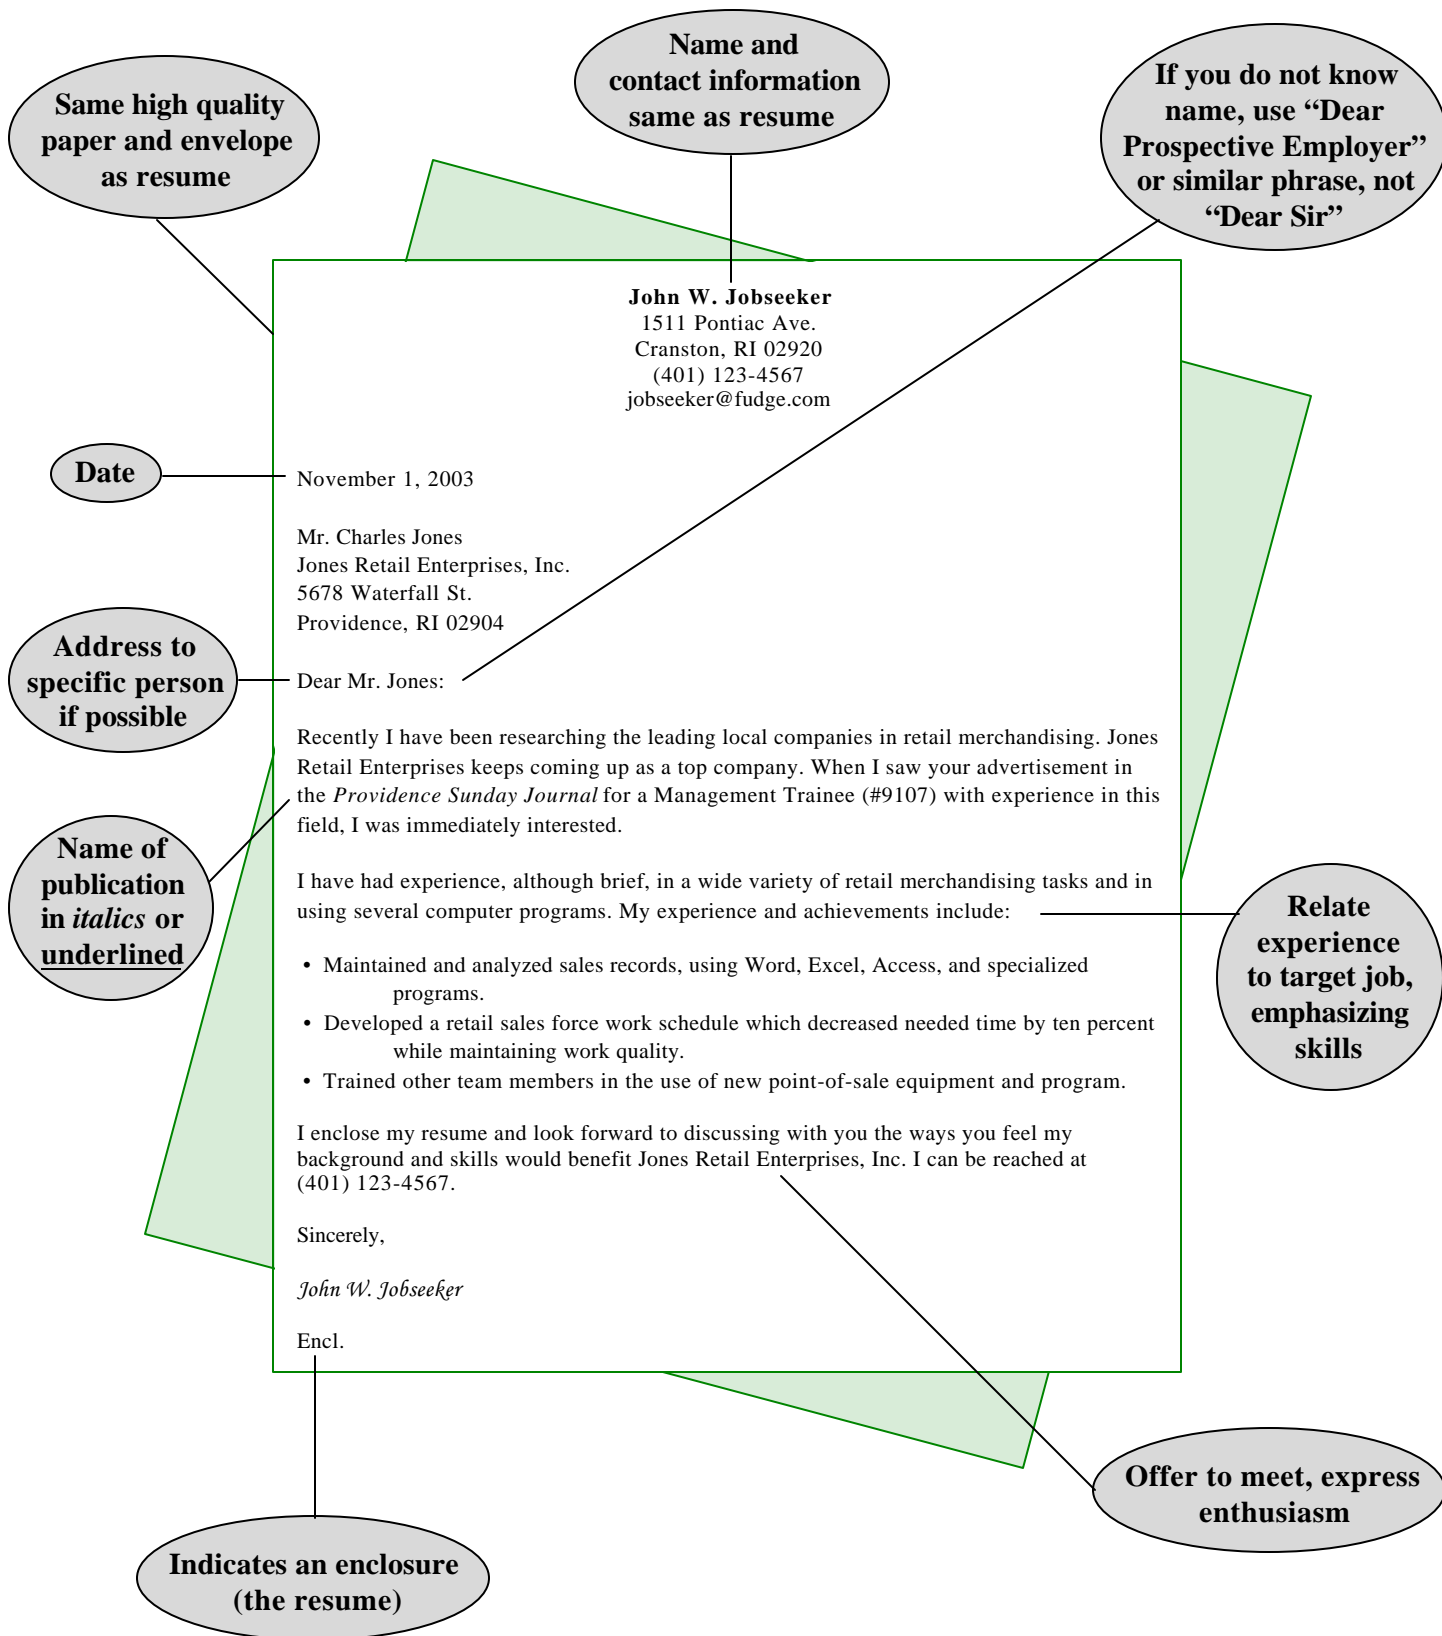 Name and
contact information
same as resume
If you do not know
name, use “Dear
Prospective Employer”
or similar phrase, not
“Dear Sir”
Same high quality
paper and envelope
as resume
John W. Jobseeker
1511 Pontiac Ave.
Cranston, RI 02920
(401) 123-4567
jobseeker@fudge.com
Date
November 1, 2003
Mr. Charles Jones
Jones Retail Enterprises, Inc.
5678 Waterfall St.
Providence, RI 02904
Address to
specific person
if possible
Dear Mr. Jones:
Recently I have been researching the leading local companies in retail merchandising. Jones
Retail Enterprises keeps coming up as a top company. When I saw your advertisement in
the Providence Sunday Journal for a Management Trainee (#9107) with experience in this
field, I was immediately interested.
Name of
publication
in italics or
underlined
I have had experience, although brief, in a wide variety of retail merchandising tasks and in
using several computer programs. My experience and achievements include:
Relate
experience
to target job,
emphasizing
skills
• Maintained and analyzed sales records, using Word, Excel, Access, and specialized
programs.
• Developed a retail sales force work schedule which decreased needed time by ten percent
while maintaining work quality.
• Trained other team members in the use of new point-of-sale equipment and program.
I enclose my resume and look forward to discussing with you the ways you feel my
background and skills would benefit Jones Retail Enterprises, Inc. I can be reached at
(401) 123-4567.
Sincerely,
John W. Jobseeker
Encl.
Offer to meet, express
enthusiasm
Indicates an enclosure
(the resume)